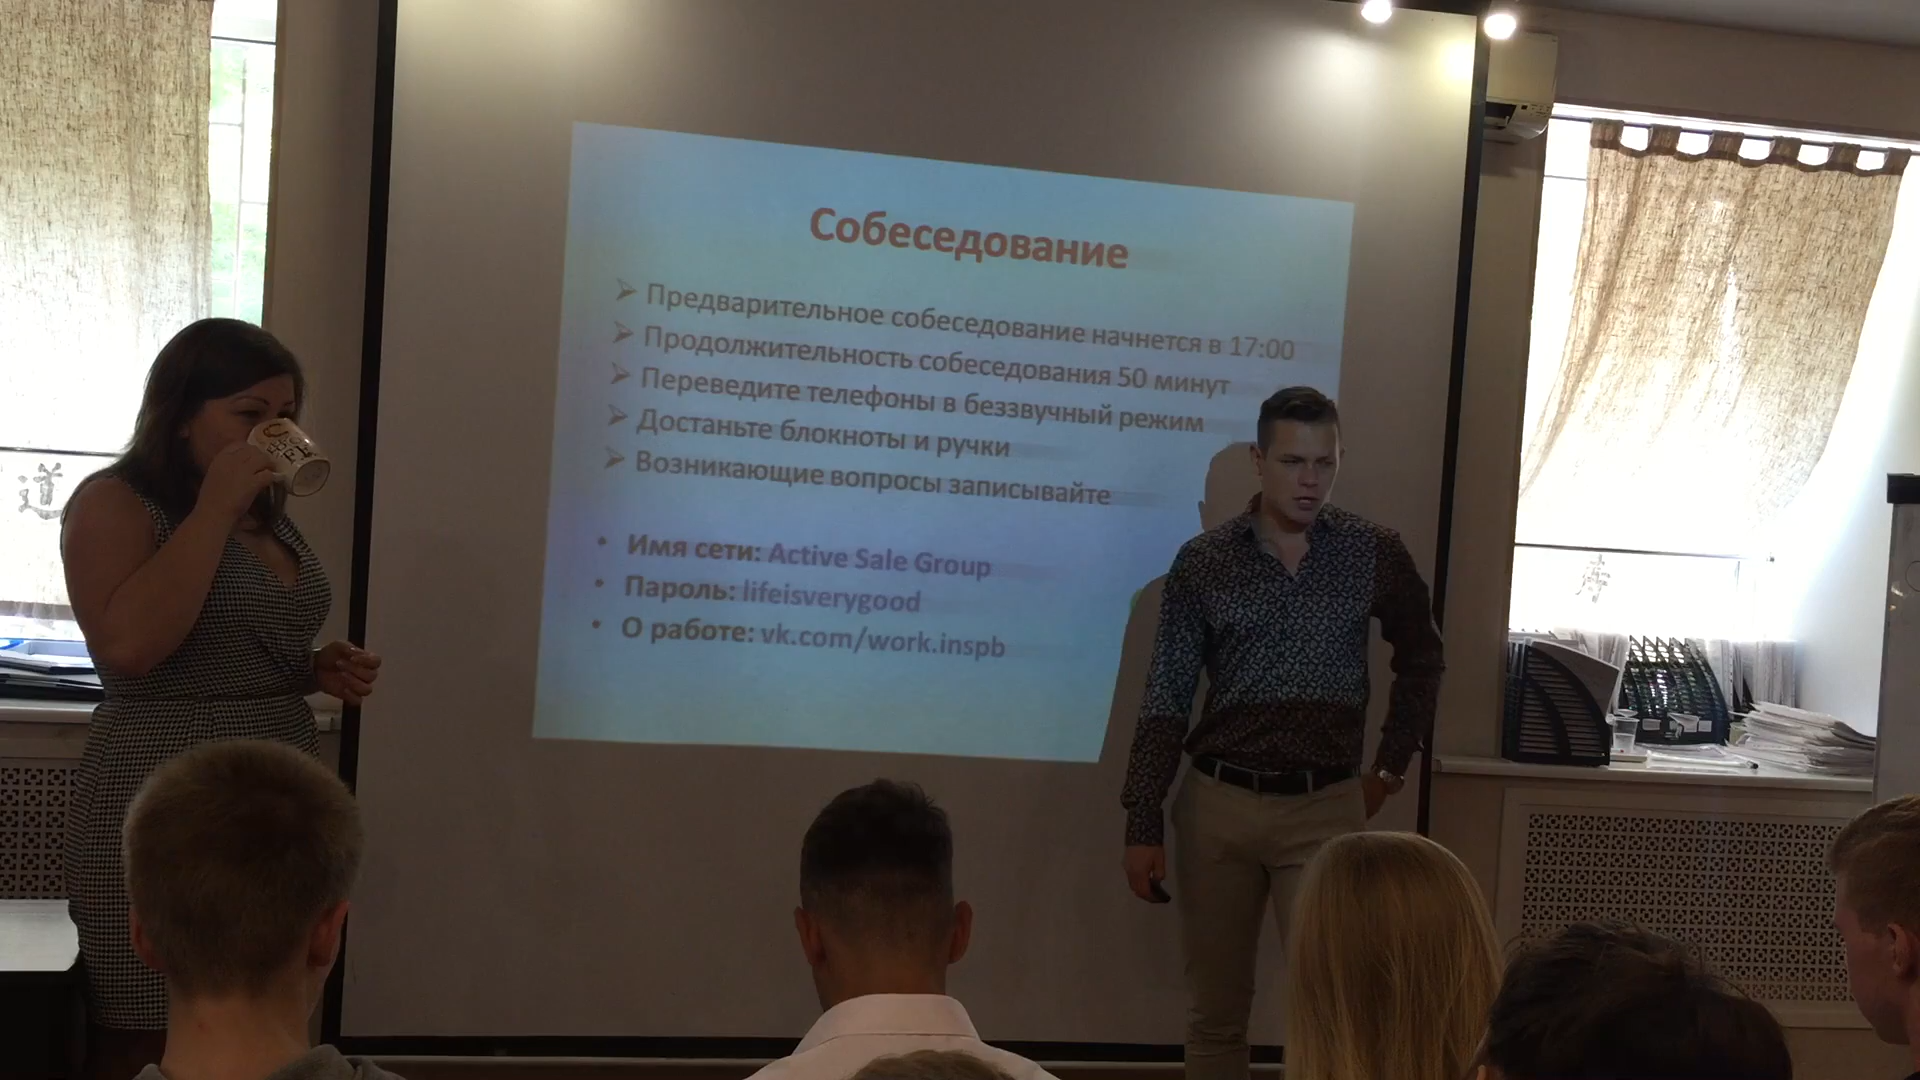 Собеседование
Предварительное собеседование начнется в 17:00
Продолжительность собеседования 50 минут
Переведите телефоны в беззвучный режим
Достаньте блокноты и ручки
Возникающие вопросы записывайте
Имя сети: Active Sale Group
Пароль: lifeisverygood
О работе: vk.com/work.inspb
道